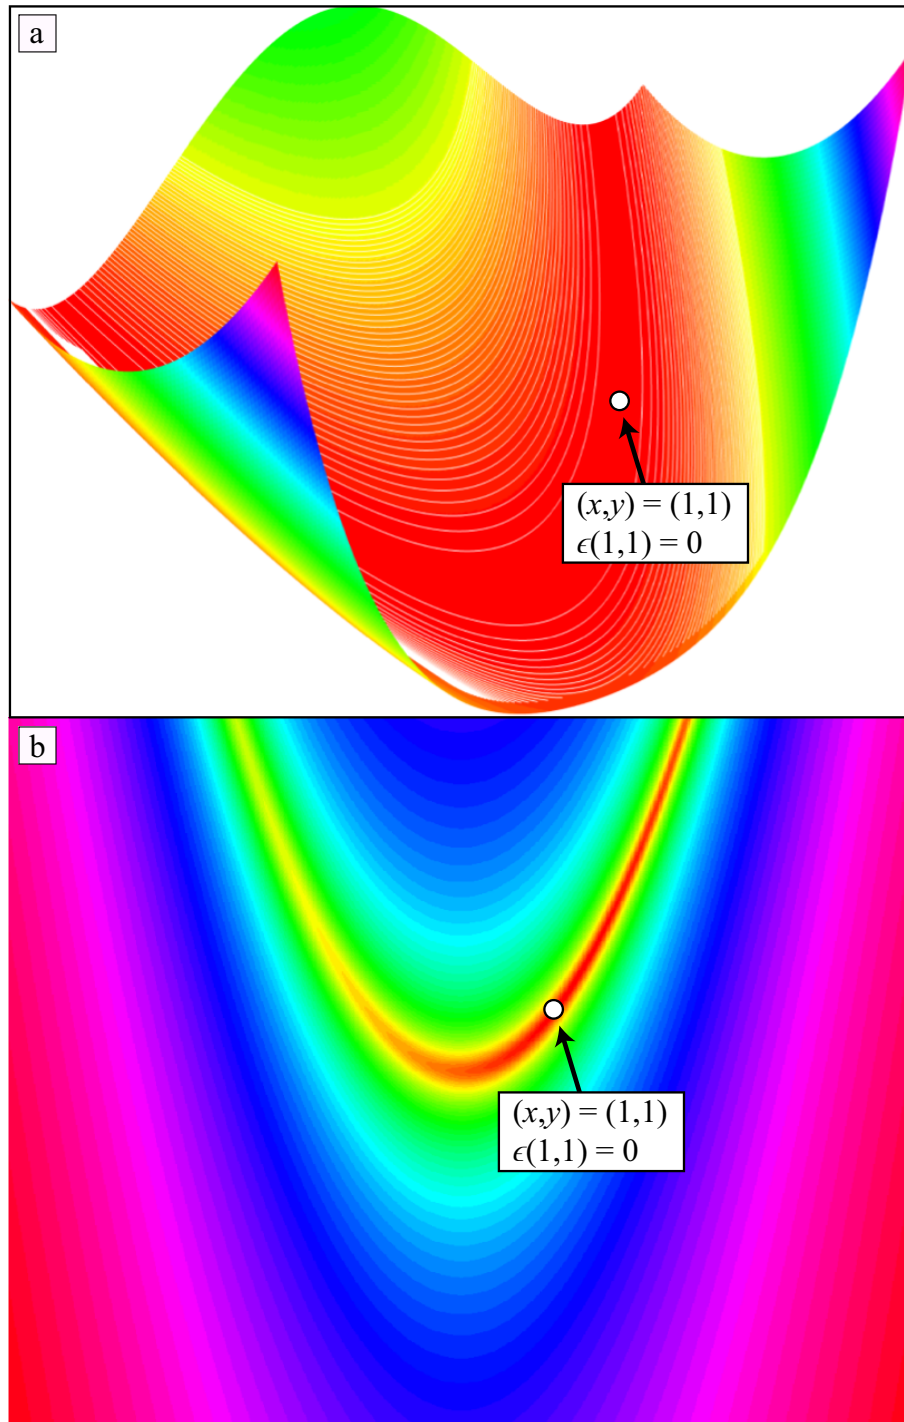 a
(x,y) = (1,1)
ϵ(1,1) = 0
b
(x,y) = (1,1)
ϵ(1,1) = 0